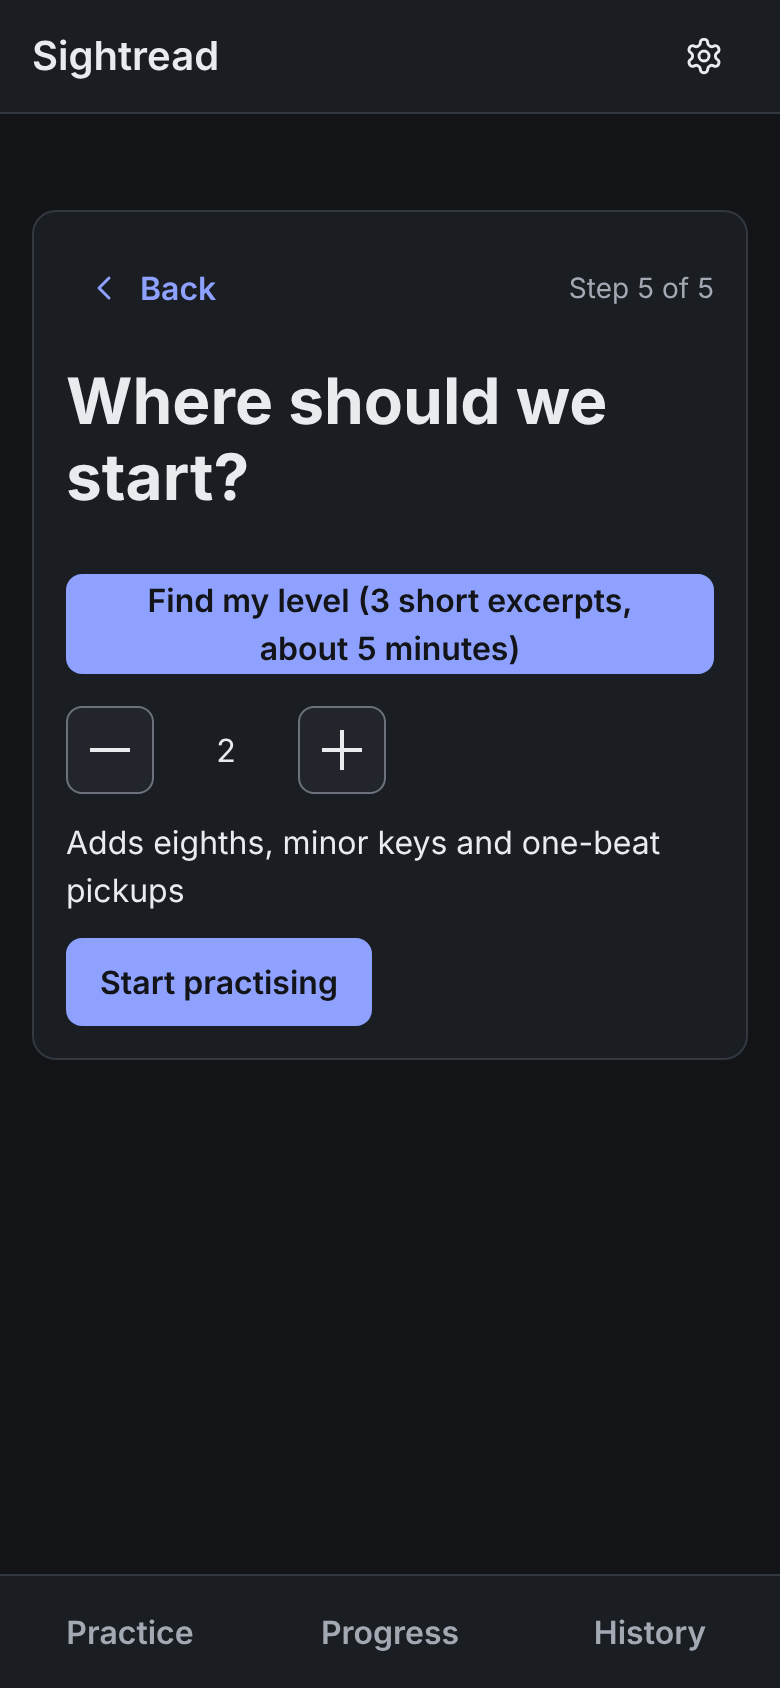 Sightread
Back
Step 5 of 5
Where should we
start?
Find my level (3 short excerpts,
about 5 minutes)
2
Adds eighths, minor keys and one-beat
pickups
Start practising
Practice
Progress
History